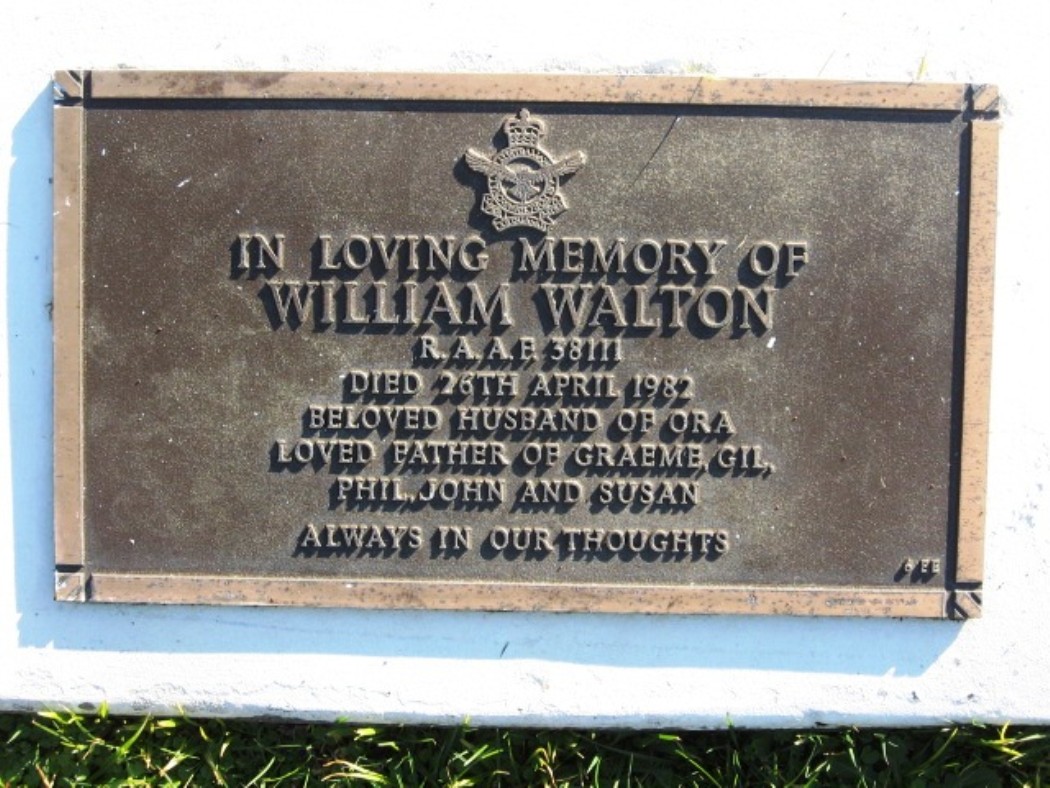 IN LOVING MEMORY OF
WILLIAM WALTON
R.A.A.F. 38111
DIED 26TH APRIL 1982
BELOVED HUSBAND OF ORA
LOVED FATHER OF GRAEME, GIL,
PHIL, JOHN AND SUSAN
ALWAYS IN OUR THOUGHTS